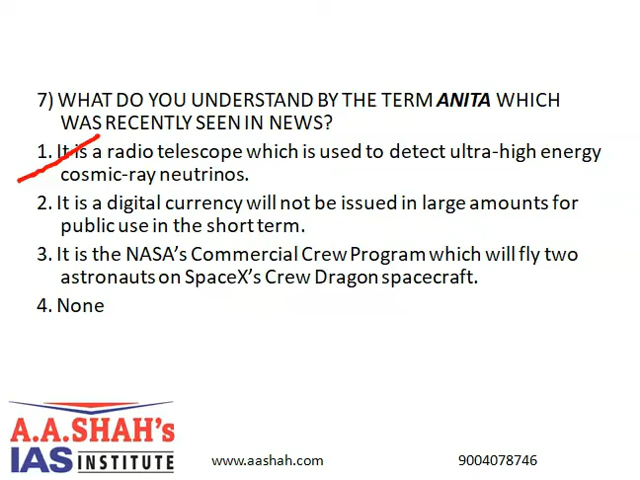 7) WHAT DO YOU UNDERSTAND BY THE TERM ANITA WHICH
WAS RECENTLY SEEN IN NEWS?
1. It is a radio telescope which is used to detect ultra-high energy
cosmic-ray neutrinos.
2. It is a digital currency will not be issued in large amounts for
public use in the short term.
3. It is the NASA's Commercial Crew Program which will fly two
astronauts on SpaceX's Crew Dragon spacecraft.
4. None
A.A.SHAH's
IAS INSTITUTE
www.aashah.com 9004078746